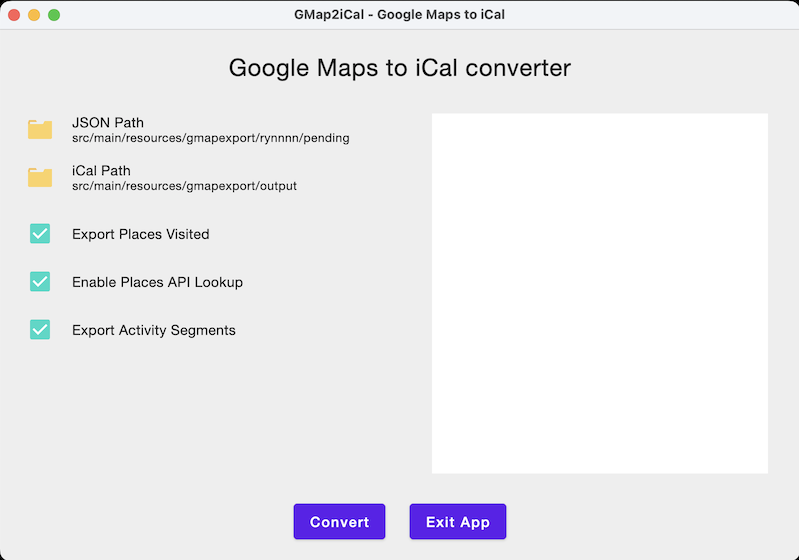 GMap2iCal - Google Maps to iCal
Google Maps to iCal converter
JSON Path
src/main/resources/gmapexport/rynnnn/pending
iCal Path
src/main/resources/gmapexport/output
Export Places Visited
Enable Places API Lookup
Export Activity Segments
Convert
Exit App